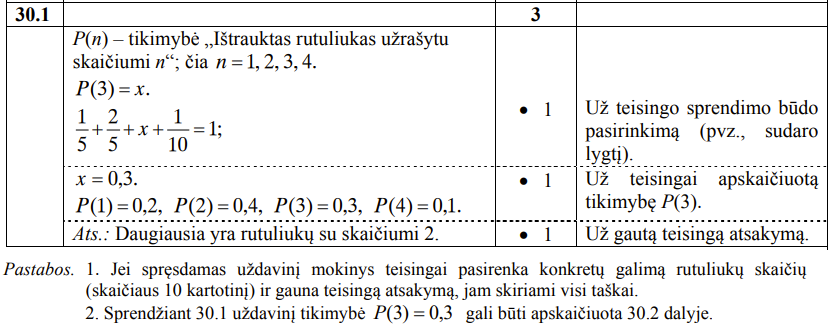 30.1 3
P(n) – tikimybė „Ištrauktas rutuliukas užrašytu
skaičiumi n“; čia n = 1, 2, 3, 4.
P(3) = x.
1/5 + 2/5 + x + 1/10 = 1;
• 1 Už teisingo sprendimo būdo
pasirinkimą (pvz., sudaro
lygtį).
x = 0,3. • 1 Už teisingai apskaičiuotą
P(1) = 0,2, P(2) = 0,4, P(3) = 0,3, P(4) = 0,1. tikimybę P(3).
Ats.: Daugiausia yra rutuliukų su skaičiumi 2. • 1 Už gautą teisingą atsakymą.
Pastabos. 1. Jei spręsdamas uždavinį mokinys teisingai pasirenka konkretų galimą rutuliukų skaičių
(skaičiaus 10 kartotinį) ir gauna teisingą atsakymą, jam skiriami visi taškai.
2. Sprendžiant 30.1 uždavinį tikimybė P(3) = 0,3 gali būti apskaičiuota 30.2 dalyje.